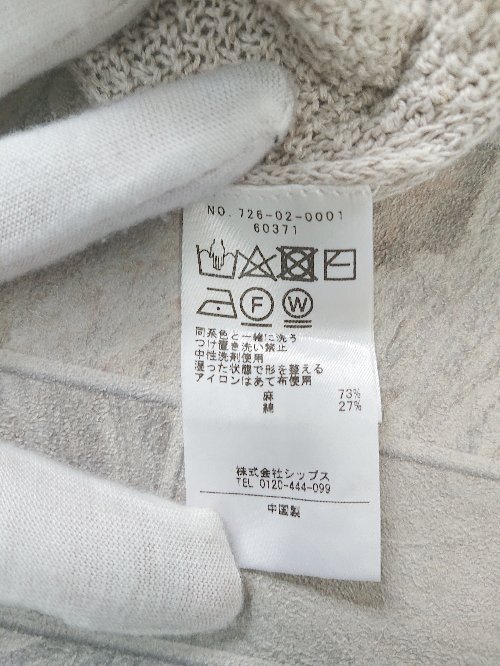 NO. 726-02-0001
60371
F W
同系色と一緒に洗う
つけ置き洗い禁止
中性洗剤使用
湿った状態で形を整える
アイロンはあて布使用
麻 73%
綿 27%
株式会社シップス
TEL 0120-444-099
中国製